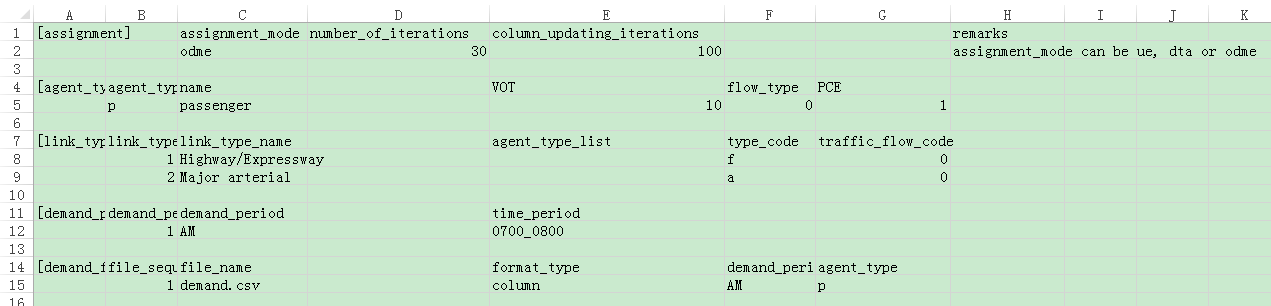 A B C D E F G H I J K
1 [assignment] assignment_mode number_of_iterations column_updating_iterations remarks
2 odme 30 100 assignment_mode can be ue, dta or odme
3
4 [agent_ty agent_typ name VOT flow_type PCE
5 p passenger 10 0 1
6
7 [link_typ link_type link_type_name agent_type_list type_code traffic_flow_code
8 1 Highway/Expressway f 0
9 2 Major arterial a 0
10
11 [demand_p demand_pe demand_period time_period
12 1 AM 0700_0800
13
14 [demand_f file_sequ file_name format_type demand_peri agent_type
15 1 demand.csv column AM p
16